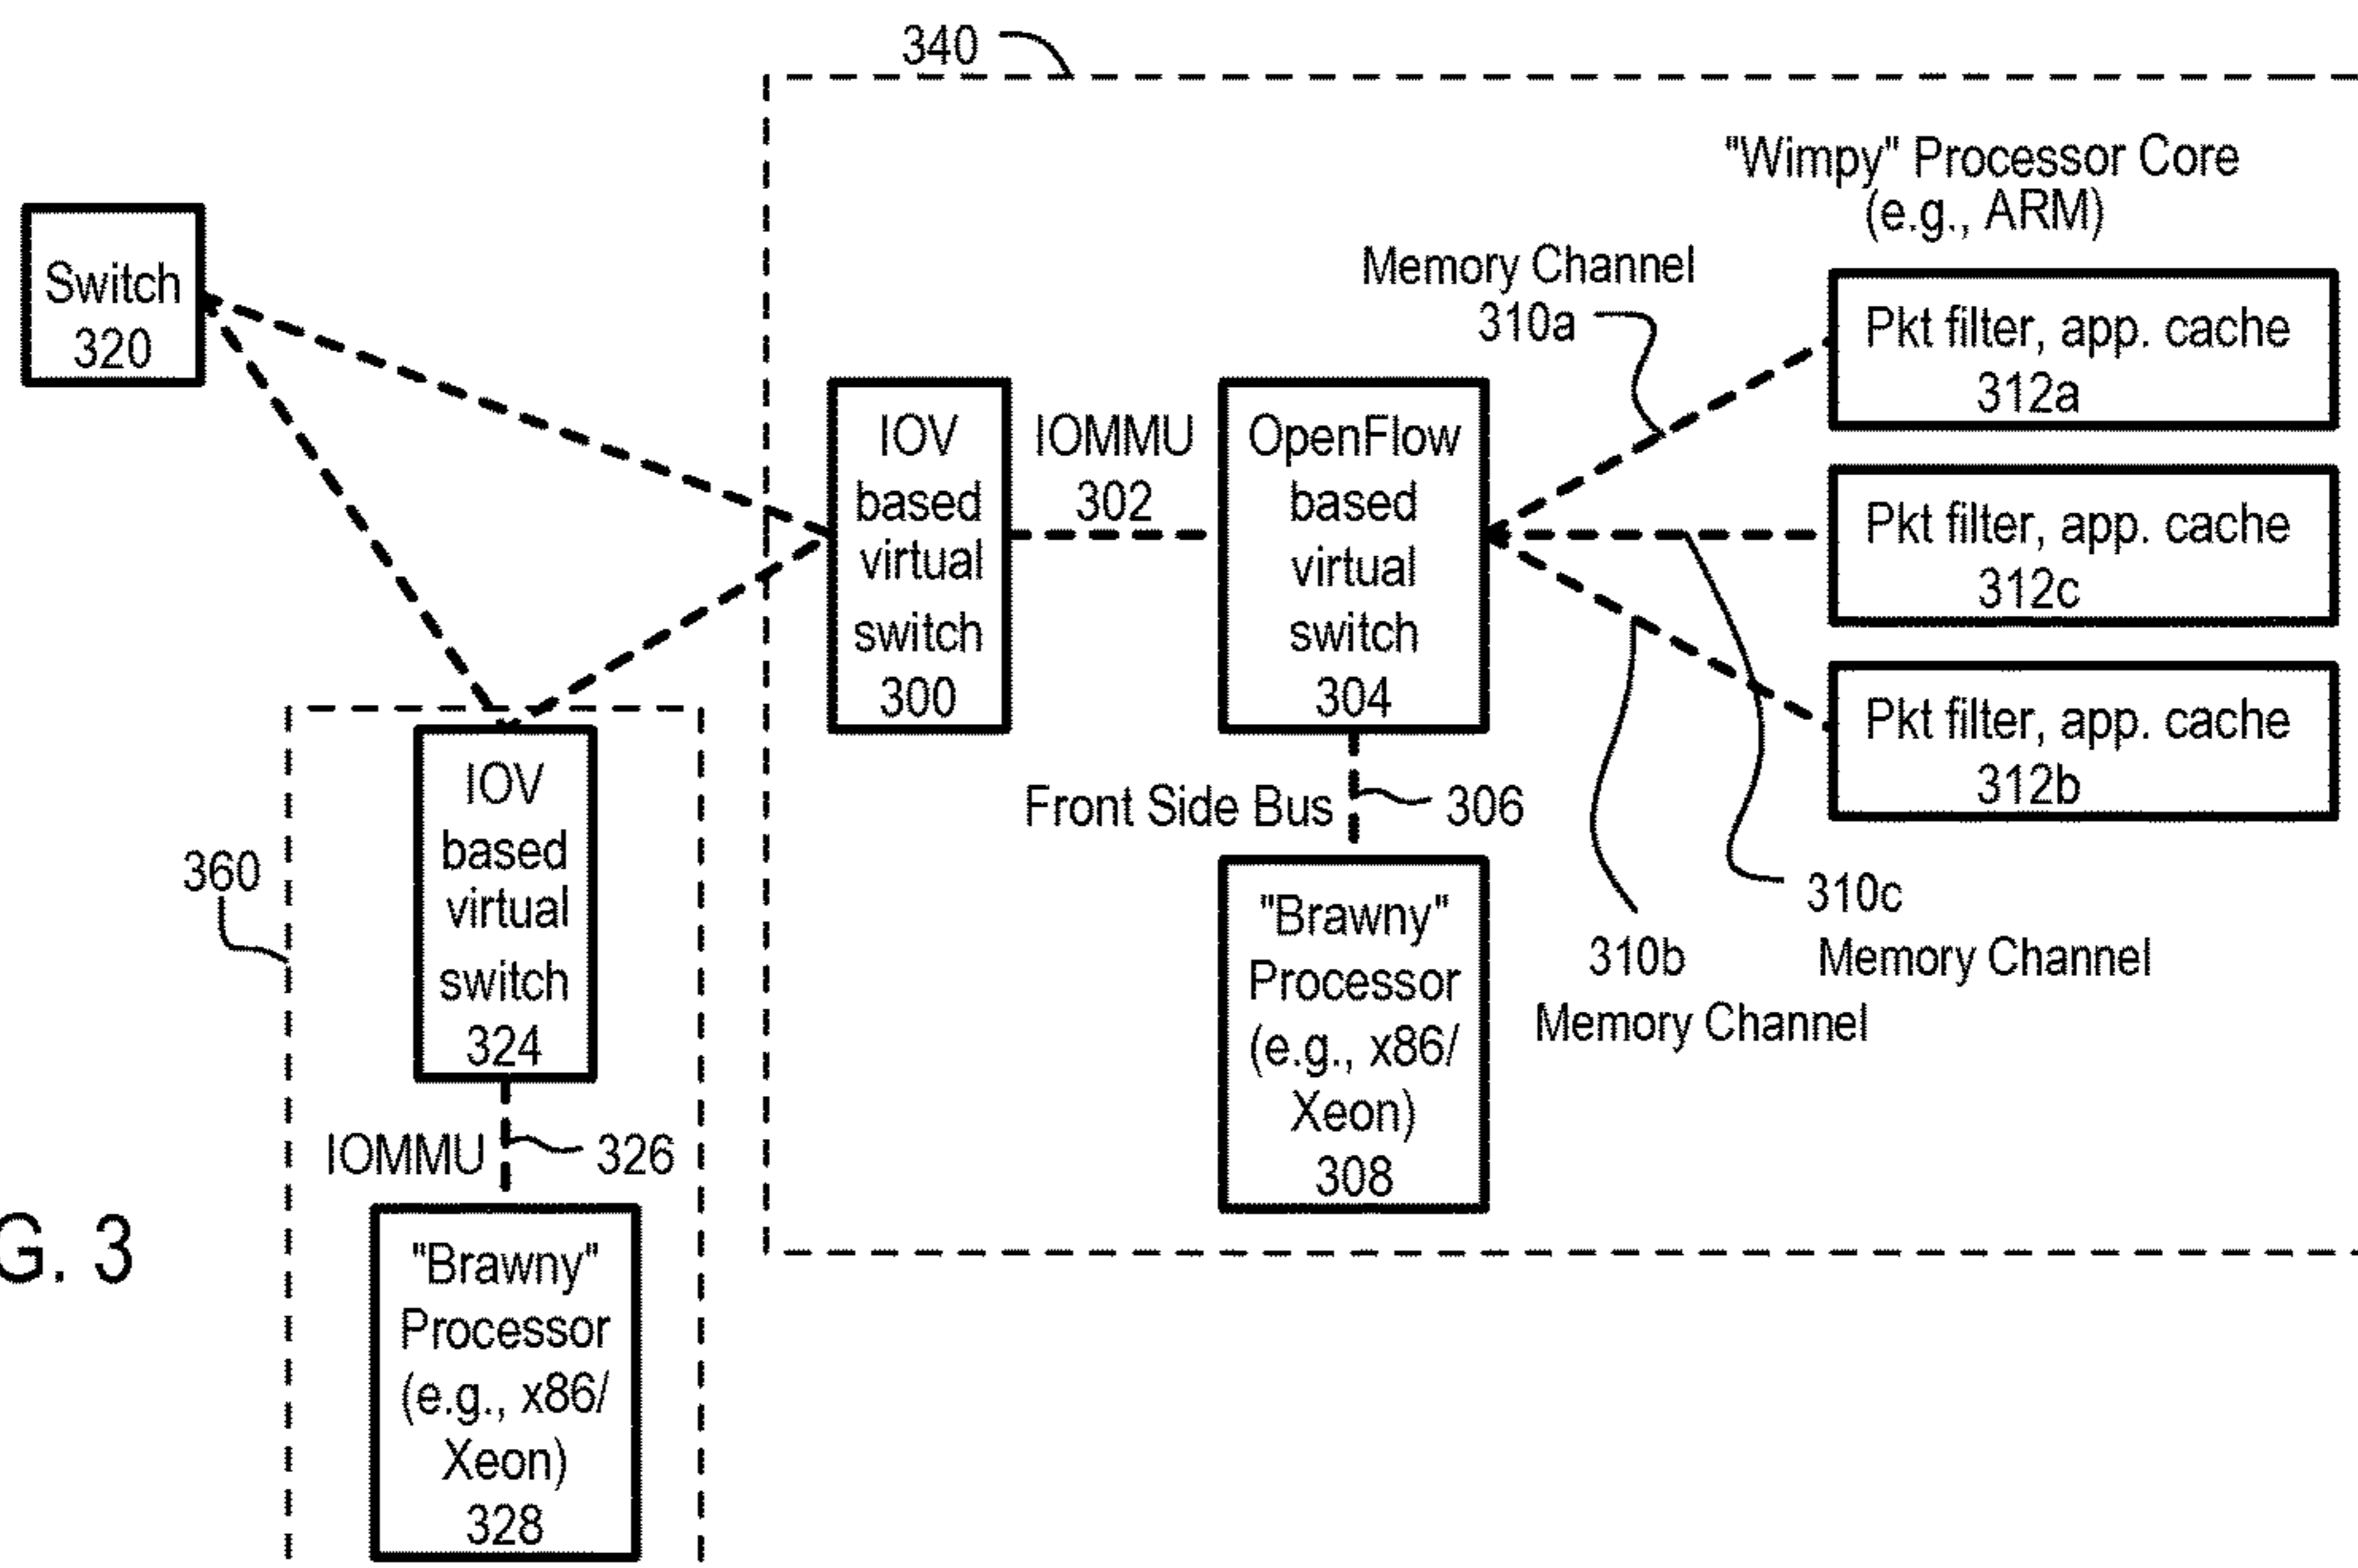 340
"Wimpy" Processor Core
(e.g., ARM)
Switch
320
Memory Channel
310a
Pkt filter, app. cache
312a
IOV
based
virtual
switch
300
IOMMU
302
OpenFlow
based
virtual
switch
304
Pkt filter, app. cache
312c
Pkt filter, app. cache
312b
Front Side Bus
306
360
IOV
based
virtual
switch
324
"Brawny"
Processor
(e.g., x86/
Xeon)
308
310c
Memory Channel
310b
Memory Channel
IOMMU
326
"Brawny"
Processor
(e.g., x86/
Xeon)
328
G. 3